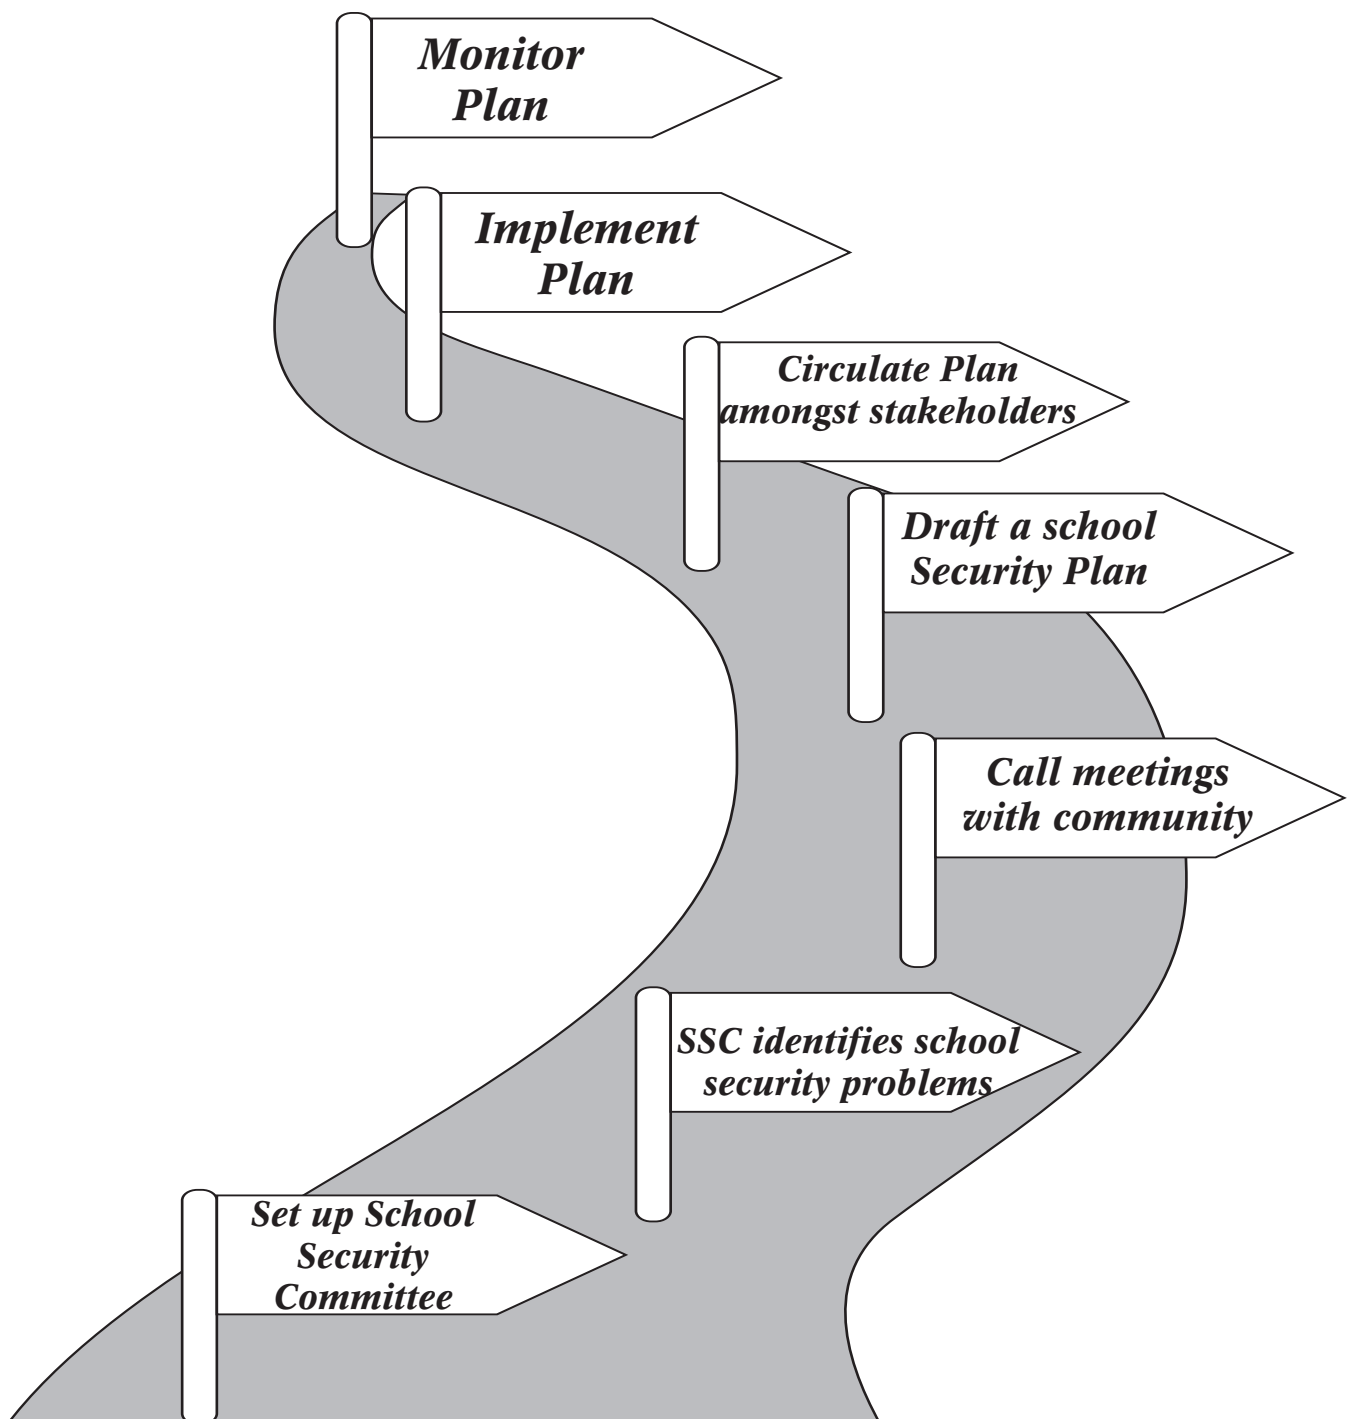 Monitor
Plan
Implement
Plan
Circulate Plan
amongst stakeholders
Draft a school
Security Plan
Call meetings
with community
SSC identifies school
security problems
Set up School
Security
Committee